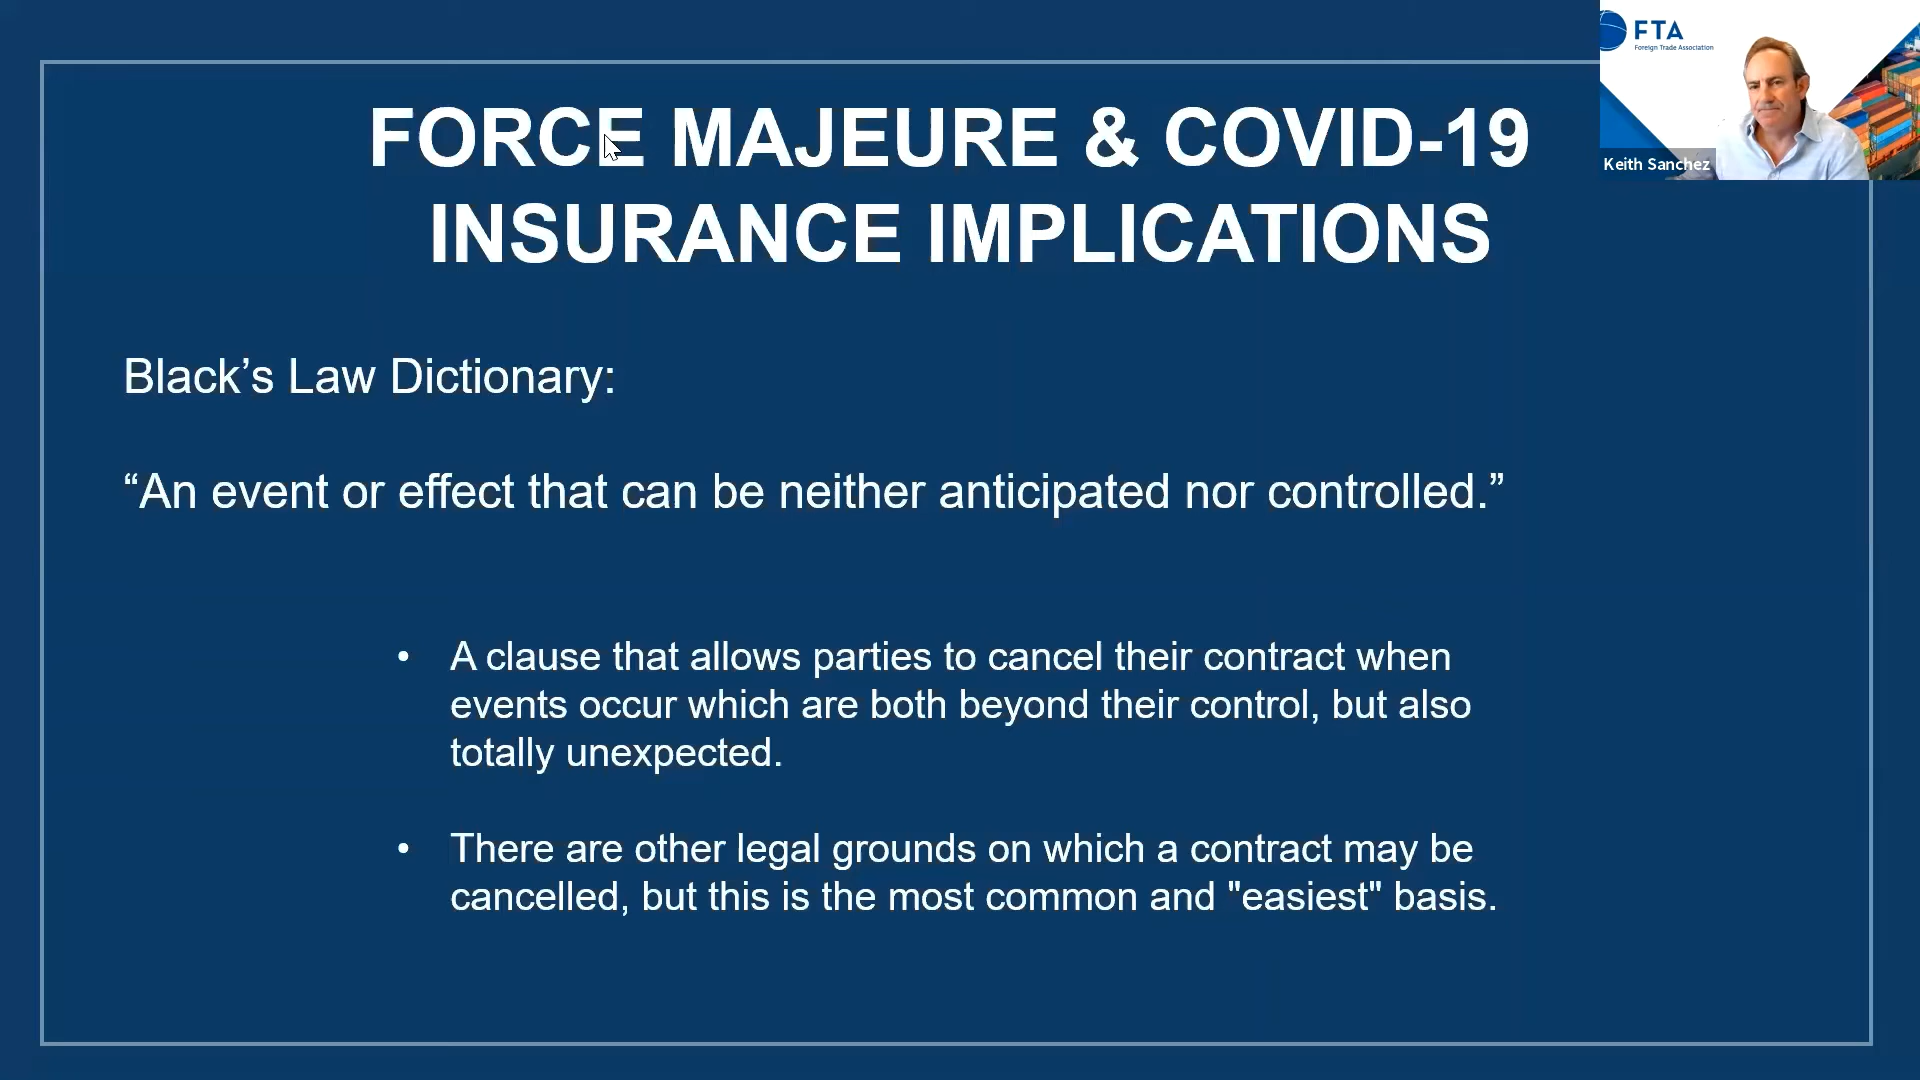 FTA
Foreign Trade Association
Keith Sanchez
FORCE MAJEURE & COVID-19
INSURANCE IMPLICATIONS
Black’s Law Dictionary:
“An event or effect that can be neither anticipated nor controlled.”
• A clause that allows parties to cancel their contract when
events occur which are both beyond their control, but also
totally unexpected.
• There are other legal grounds on which a contract may be
cancelled, but this is the most common and "easiest" basis.